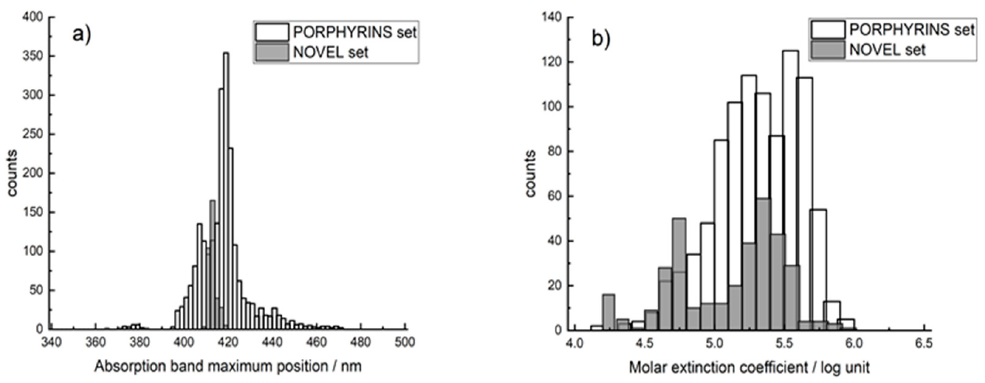 a)
PORPHYRINS set
NOVEL set
400
350
300
250
200
150
100
50
0
counts
340 360 380 400 420 440 460 480 500
Absorption band maximum position / nm
b)
PORPHYRINS set
NOVEL set
140
120
100
80
60
40
20
0
counts
4.0 4.5 5.0 5.5 6.0 6.5
Molar extinction coefficient / log unit